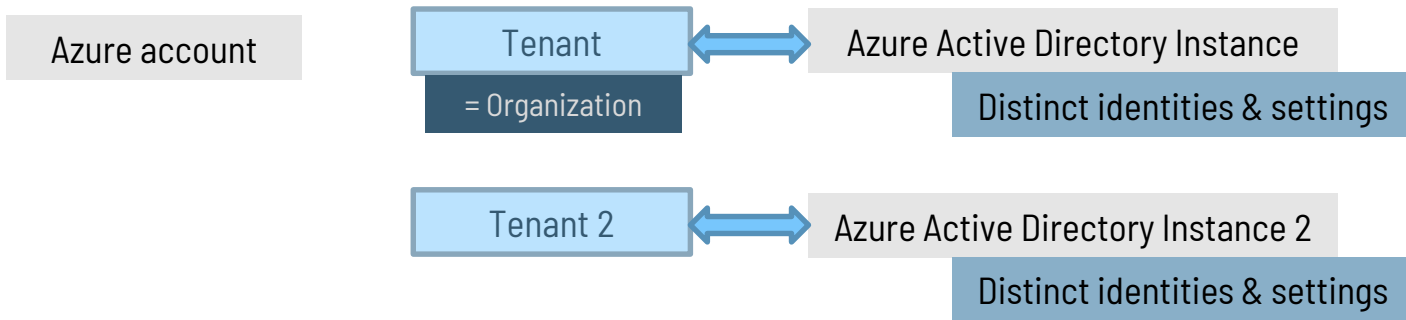 Azure account
Tenant
Azure Active Directory Instance
= Organization
Distinct identities & settings
Tenant 2
Azure Active Directory Instance 2
Distinct identities & settings